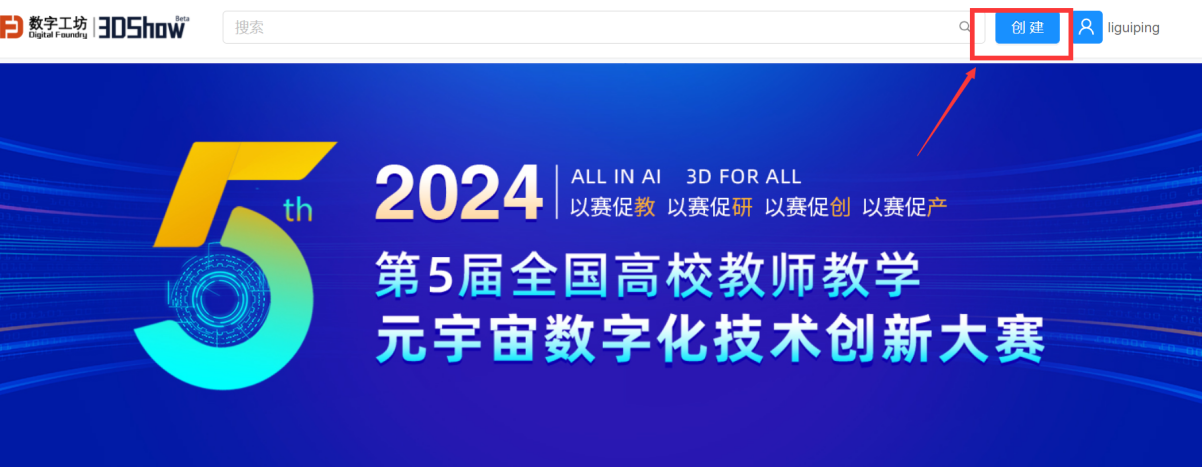 数字工坊 Digital Foundry 3DShow Beta 搜索 创建 liguiping
5th
2024 ALL IN AI 3D FOR ALL
以赛促教 以赛促研 以赛促创 以赛促产
第5届全国高校教师教学
元宇宙数字化技术创新大赛